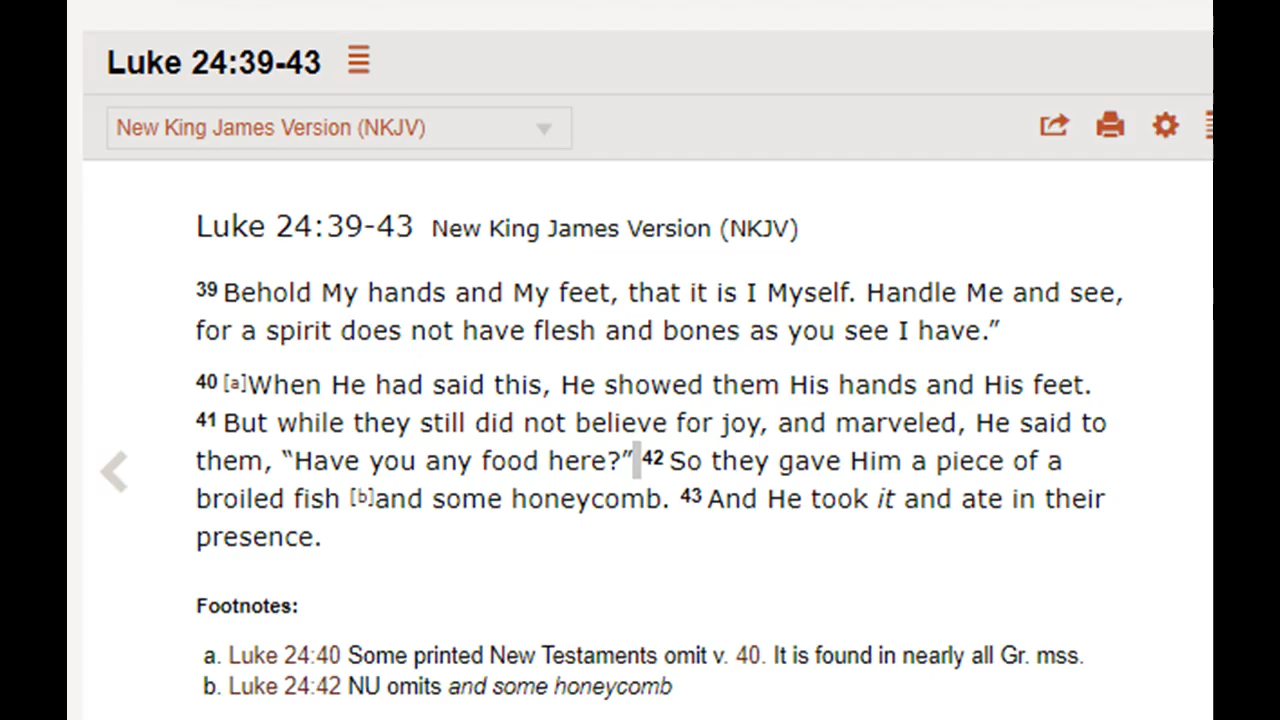 Luke 24:39-43
New King James Version (NKJV)
Luke 24:39-43 New King James Version (NKJV)
39 Behold My hands and My feet, that it is I Myself. Handle Me and see,
for a spirit does not have flesh and bones as you see I have.”
40 [a]When He had said this, He showed them His hands and His feet.
41 But while they still did not believe for joy, and marveled, He said to
them, “Have you any food here?” 42 So they gave Him a piece of a
broiled fish [b]and some honeycomb. 43 And He took it and ate in their
presence.
Footnotes:
a. Luke 24:40 Some printed New Testaments omit v. 40. It is found in nearly all Gr. mss.
b. Luke 24:42 NU omits and some honeycomb